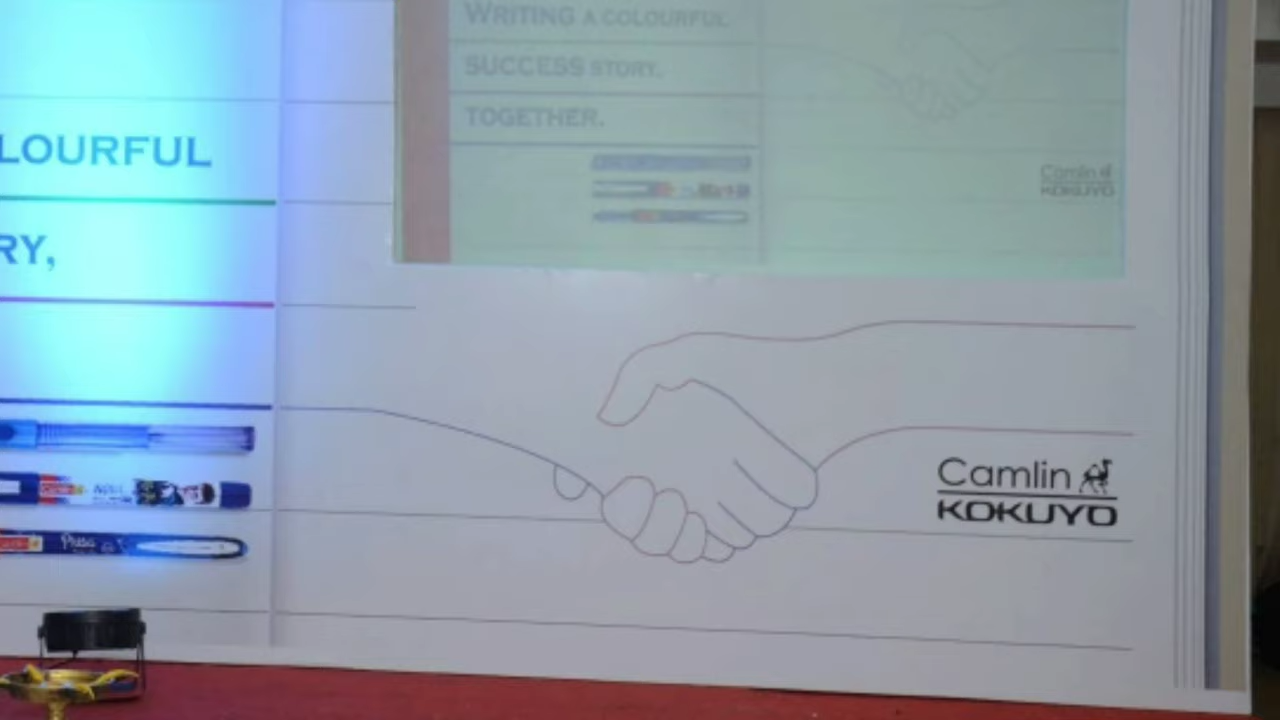 WRITING A COLOURFUL
SUCCESS STORY.
TOGETHER.
Camlin
KOKUYO
LOURFUL
RY,
Camlin
KOKUYO